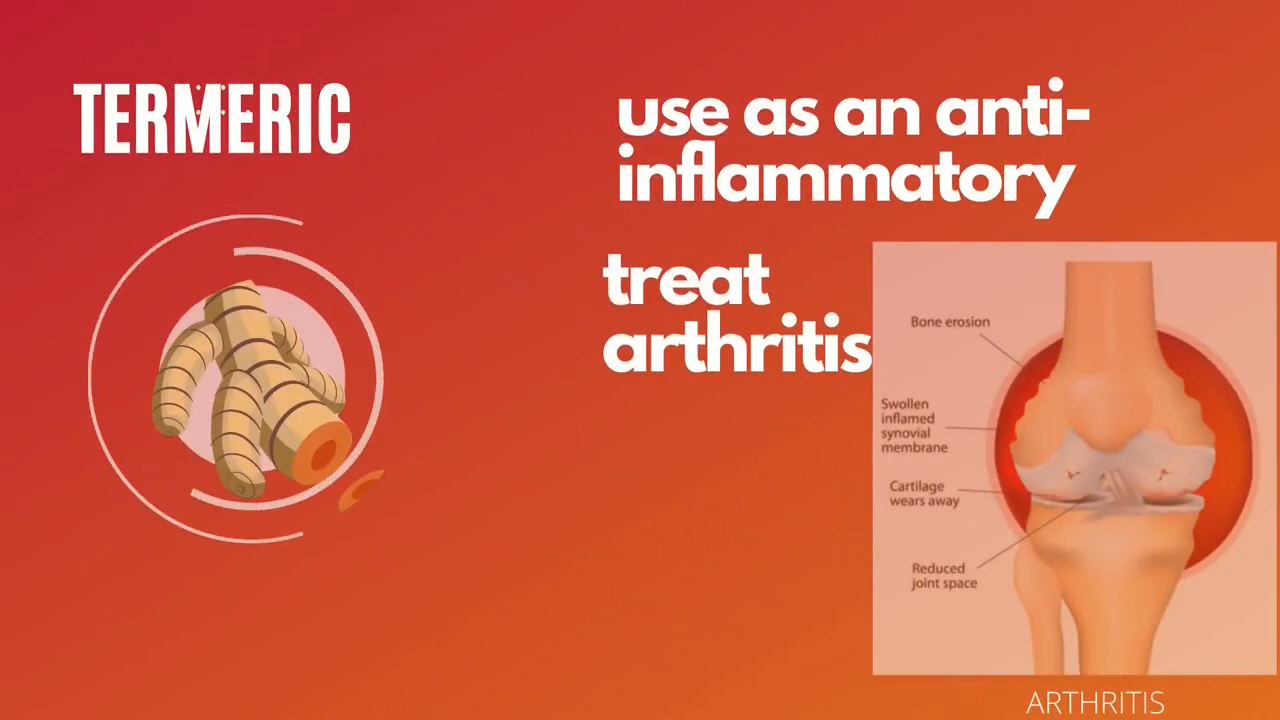 TERMERIC
use as an anti-
inflammatory
treat
arthritis
Bone erosion
Swollen
inflamed
synovial
membrane
Cartilage
wears away
Reduced
joint space
ARTHRITIS